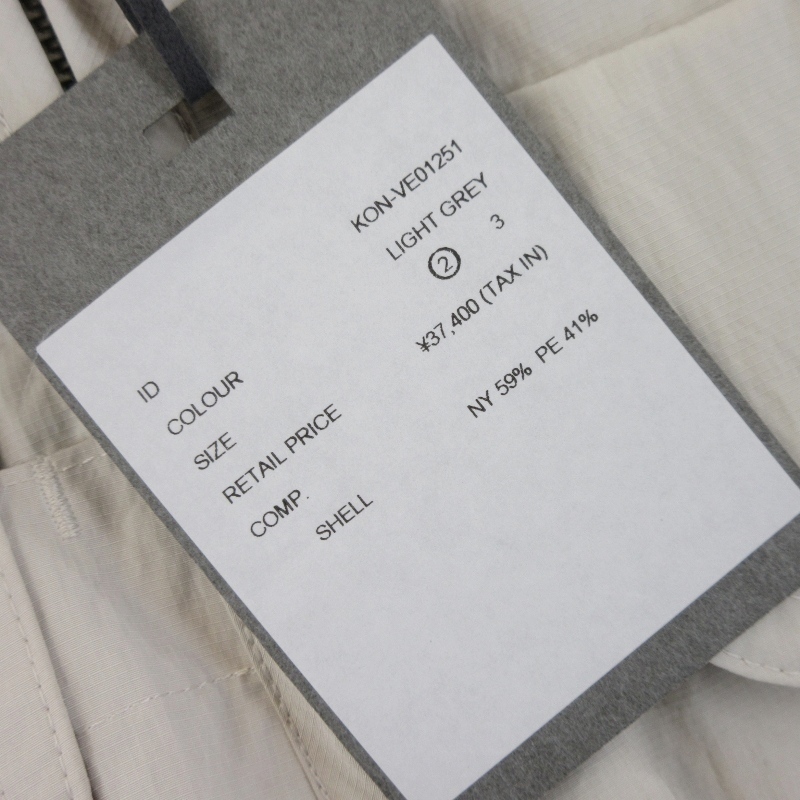 ID KON-VE01251
COLOUR LIGHT GREY
SIZE 2 3
RETAIL PRICE ¥37,400 (TAX IN)
COMP.
SHELL NY 59% PE 41%